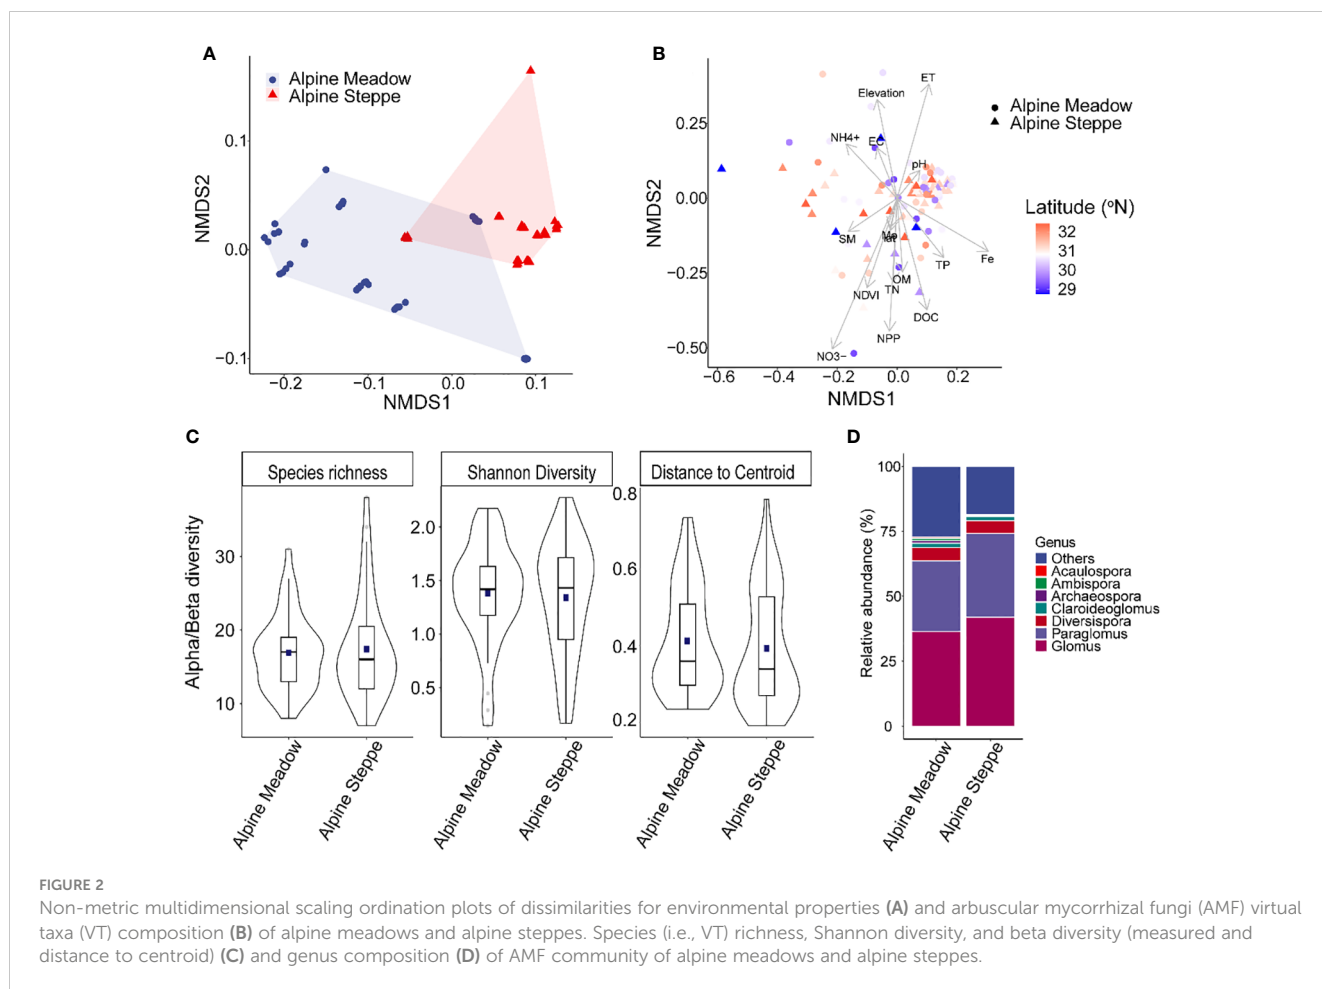 A
Alpine Meadow
Alpine Steppe
NMDS2
0.1
0.0
−0.1
−0.2
−0.1
0.0
0.1
NMDS1
B
ET
Elevation
NH4+
EC
pH
SM
Fe
TP
OM
TN
NDVI
DOC
NPP
NO3−
Alpine Meadow
Alpine Steppe
Latitude (°N)
32
31
30
29
NMDS2
0.25
0.00
−0.25
−0.50
−0.6
−0.4
−0.2
0.0
0.2
NMDS1
C
Species richness
Shannon Diversity
Distance to Centroid
Alpha/Beta diversity
30
20
10
2.0
1.5
1.0
0.5
0.8
0.6
0.4
0.2
Alpine Meadow
Alpine Steppe
Alpine Meadow
Alpine Steppe
Alpine Meadow
Alpine Steppe
D
Relative abundance (%)
100
75
50
25
0
Alpine Meadow
Alpine Steppe
Genus
Others
Acaulospora
Ambispora
Archaeospora
Claroideoglomus
Diversispora
Paraglomus
Glomus
FIGURE 2
Non-metric multidimensional scaling ordination plots of dissimilarities for environmental properties (A) and arbuscular mycorrhizal fungi (AMF) virtual
taxa (VT) composition (B) of alpine meadows and alpine steppes. Species (i.e., VT) richness, Shannon diversity, and beta diversity (measured and
distance to centroid) (C) and genus composition (D) of AMF community of alpine meadows and alpine steppes.